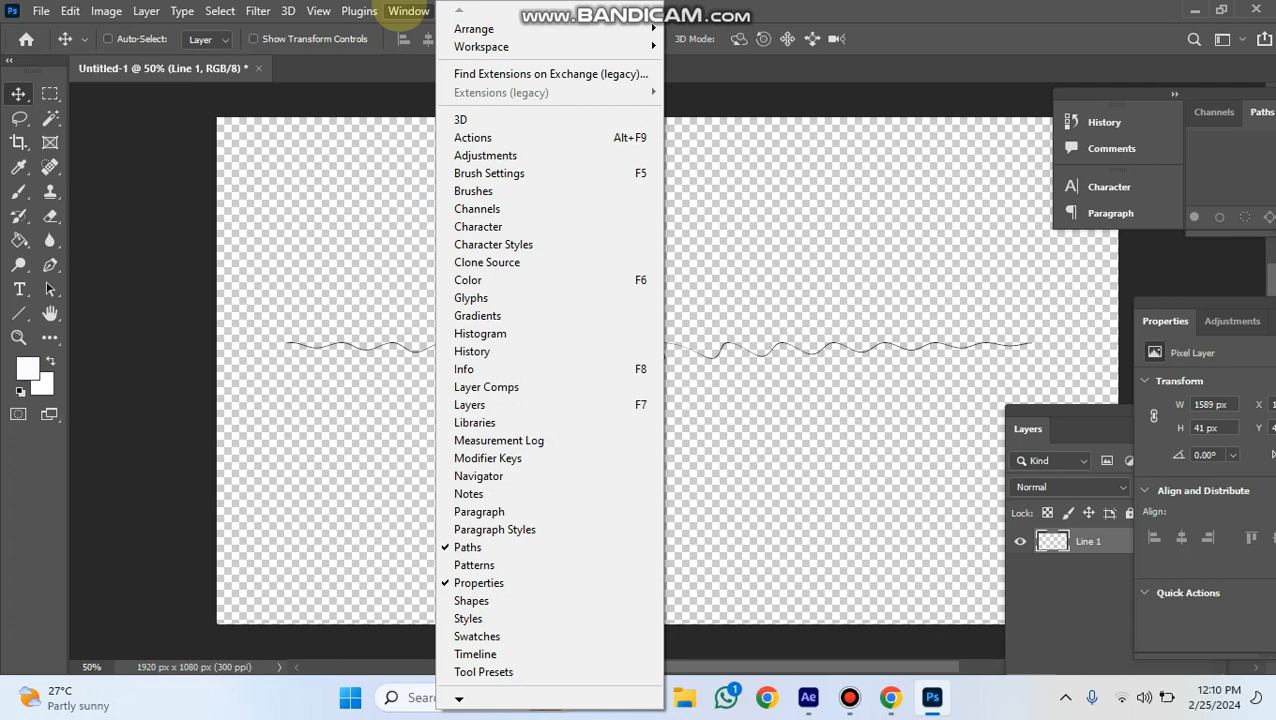 www.BANDICAM.com
Ps File Edit Image Layer Type Select Filter 3D View Plugins Window
Auto-Select: Layer Show Transform Controls 3D Mode:
Untitled-1 @ 50% (Line 1, RGB/8) * ×
Arrange
Workspace
Find Extensions on Exchange (legacy)...
Extensions (legacy)
3D
Actions Alt+F9
Adjustments
Brush Settings F5
Brushes
Channels
Character
Character Styles
Clone Source
Color F6
Glyphs
Gradients
Histogram
History
Info F8
Layer Comps
Layers F7
Libraries
Measurement Log
Modifier Keys
Navigator
Notes
Paragraph
Paragraph Styles
Paths
Patterns
Properties
Shapes
Styles
Swatches
Timeline
Tool Presets
History
Comments
Character
Paragraph
Channels Paths
Properties Adjustments
Pixel Layer
Transform
W 1589 px X
H 41 px Y
0.00°
Align and Distribute
Align:
Quick Actions
Layers
Kind
Normal
Lock:
Line 1
50% 1920 px x 1080 px (300 ppi)
27°C
Partly sunny
Sear
1
Ae
Ps
12:10 PM
2/25/2024